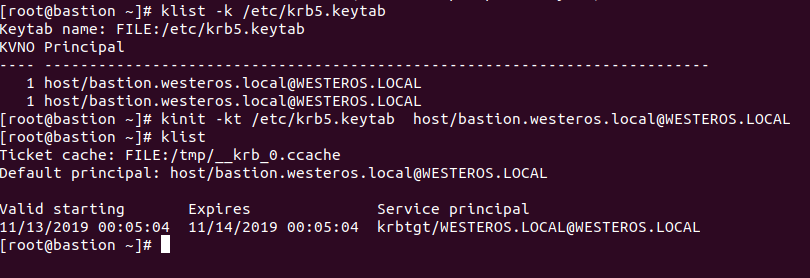 [root@bastion ~]# klist -k /etc/krb5.keytab
Keytab name: FILE:/etc/krb5.keytab
KVNO Principal
---- --------------------------------------------------------------------------
   1 host/bastion.westeros.local@WESTEROS.LOCAL
   1 host/bastion.westeros.local@WESTEROS.LOCAL
[root@bastion ~]# kinit -kt /etc/krb5.keytab  host/bastion.westeros.local@WESTEROS.LOCAL
[root@bastion ~]# klist
Ticket cache: FILE:/tmp/__krb_0.ccache
Default principal: host/bastion.westeros.local@WESTEROS.LOCAL

Valid starting       Expires              Service principal
11/13/2019 00:05:04  11/14/2019 00:05:04  krbtgt/WESTEROS.LOCAL@WESTEROS.LOCAL
[root@bastion ~]#